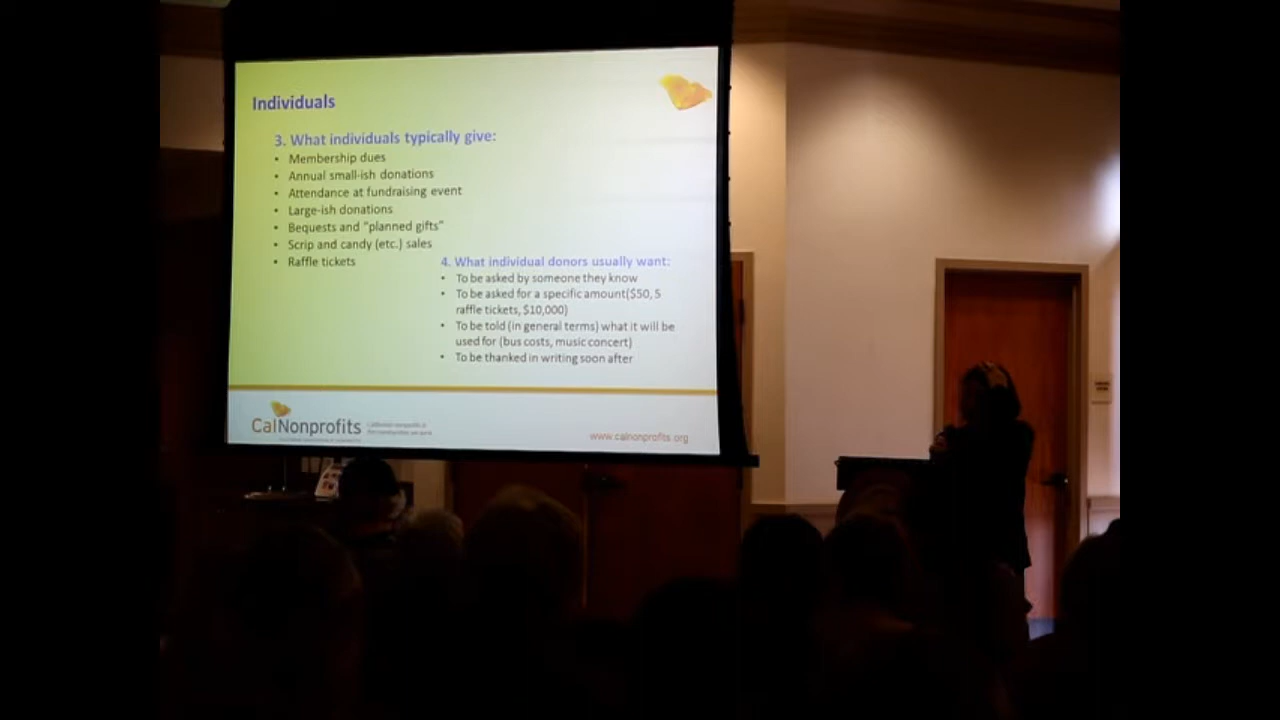 Individuals
3. What individuals typically give:
• Membership dues
• Annual small-ish donations
• Attendance at fundraising event
• Large-ish donations
• Bequests and “planned gifts”
• Scrip and candy (etc.) sales
• Raffle tickets
4. What individual donors usually want:
• To be asked by someone they know
• To be asked for a specific amount($50, 5
raffle tickets, $10,000)
• To be told (in general terms) what it will be
used for (bus costs, music concert)
• To be thanked in writing soon after
CalNonprofits
www.calnonprofits.org